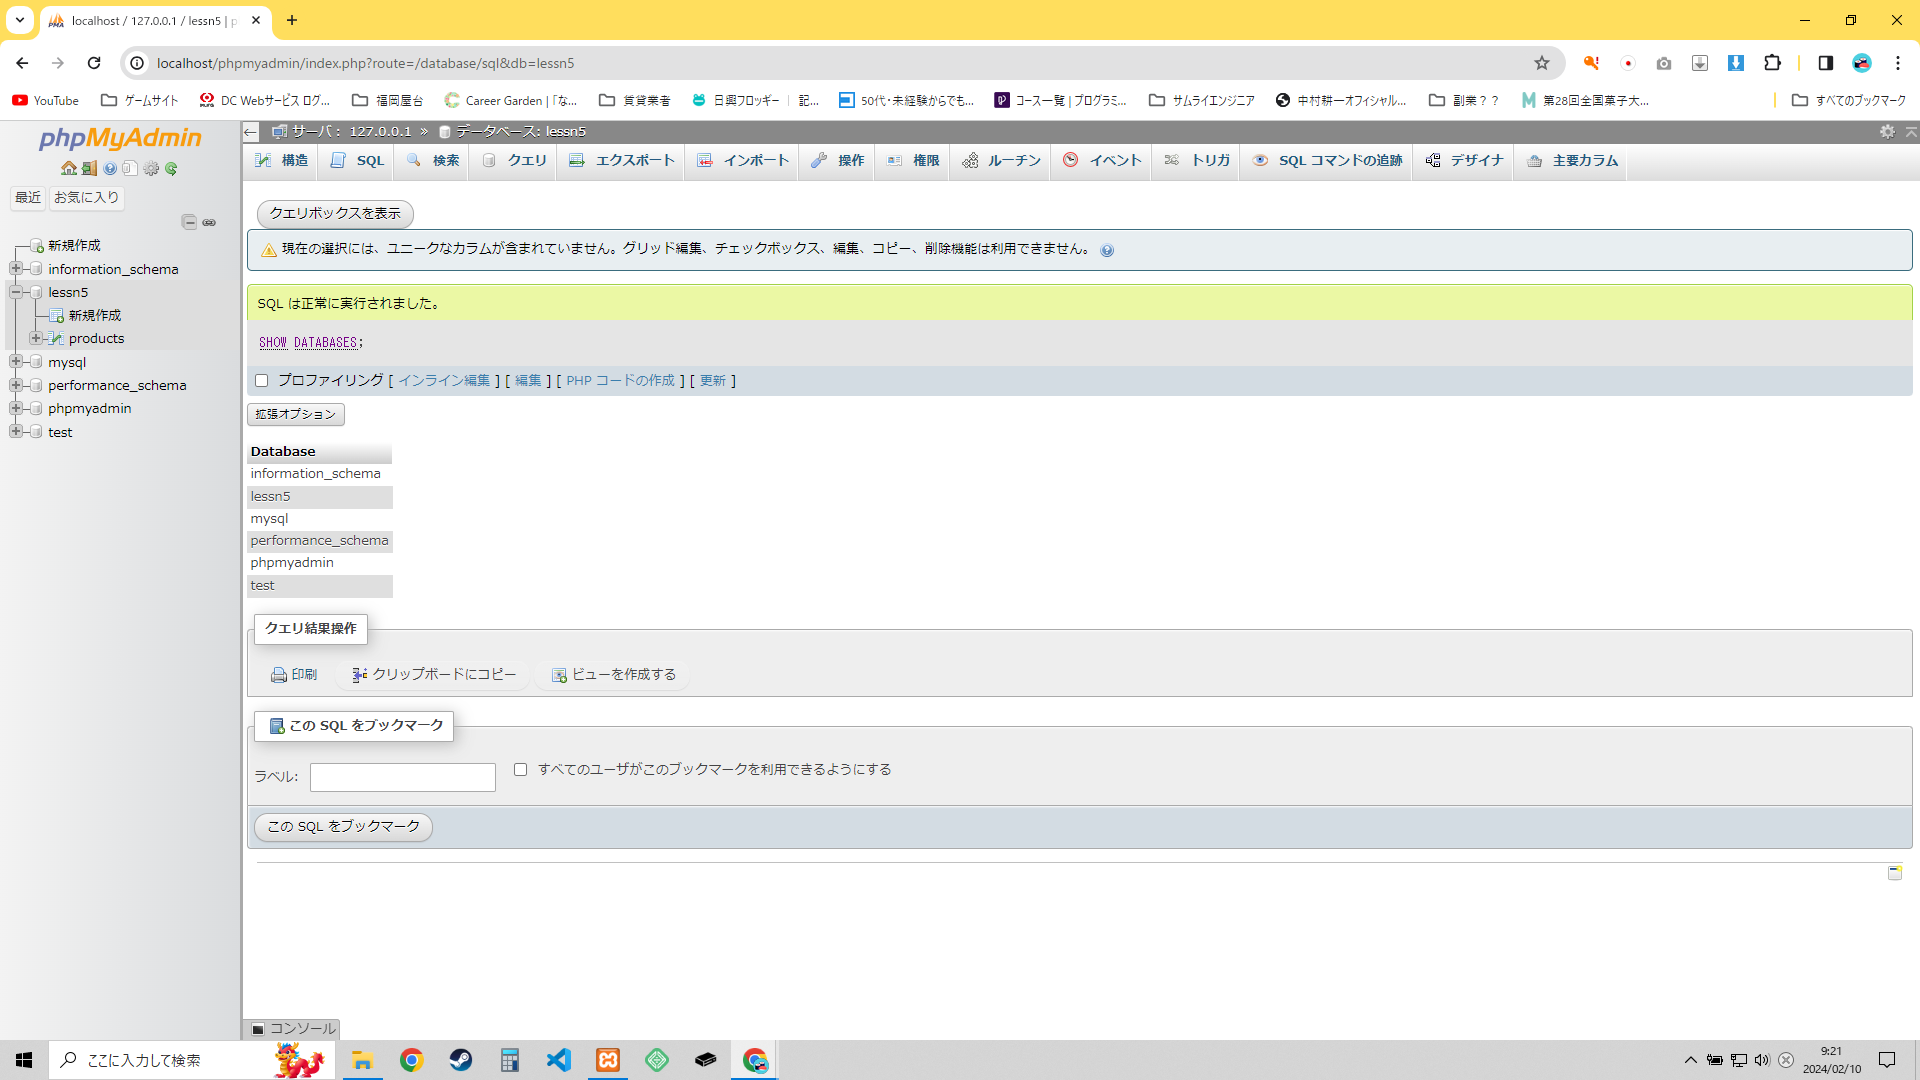 localhost / 127.0.0.1 / lessn5 | p
localhost/phpmyadmin/index.php?route=/database/sql&db=lessn5
YouTube ゲームサイト DC Webサービス ログ... 福岡屋台 Career Garden |「な... 賃貸業者 日興フロッギー | 記... 50代・未経験からでも... コース一覧 | プログラミ... サムライエンジニア 中村耕一オフィシャル... 副業？？ 第28回全国菓子大... すべてのブックマーク
phpMyAdmin
最近 お気に入り
新規作成
information_schema
lessn5
新規作成
products
mysql
performance_schema
phpmyadmin
test
サーバ： 127.0.0.1 » データベース: lessn5
構造 SQL 検索 クエリ エクスポート インポート 操作 権限 ルーチン イベント トリガ SQL コマンドの追跡 デザイナ 主要カラム
クエリボックスを表示
現在の選択には、ユニークなカラムが含まれていません。グリッド編集、チェックボックス、編集、コピー、削除機能は利用できません。
SQL は正常に実行されました。
SHOW DATABASES;
プロファイリング [ インライン編集 ] [ 編集 ] [ PHP コードの作成 ] [ 更新 ]
拡張オプション
Database
information_schema
lessn5
mysql
performance_schema
phpmyadmin
test
クエリ結果操作
印刷 クリップボードにコピー ビューを作成する
この SQL をブックマーク
ラベル: すべてのユーザがこのブックマークを利用できるようにする
この SQL をブックマーク
コンソール
ここに入力して検索
9:21
2024/02/10